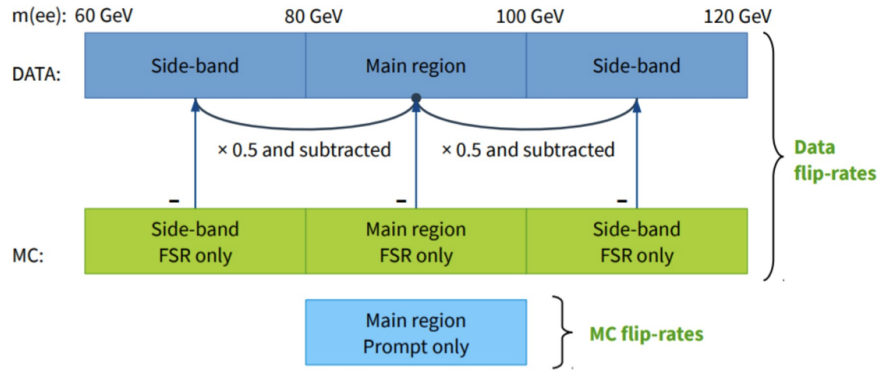 m(ee): 60 GeV 80 GeV 100 GeV 120 GeV
DATA: Side-band Main region Side-band
× 0.5 and subtracted × 0.5 and subtracted
Data
flip-rates
- - -
MC: Side-band Main region Side-band
FSR only FSR only FSR only
Main region
Prompt only
MC flip-rates